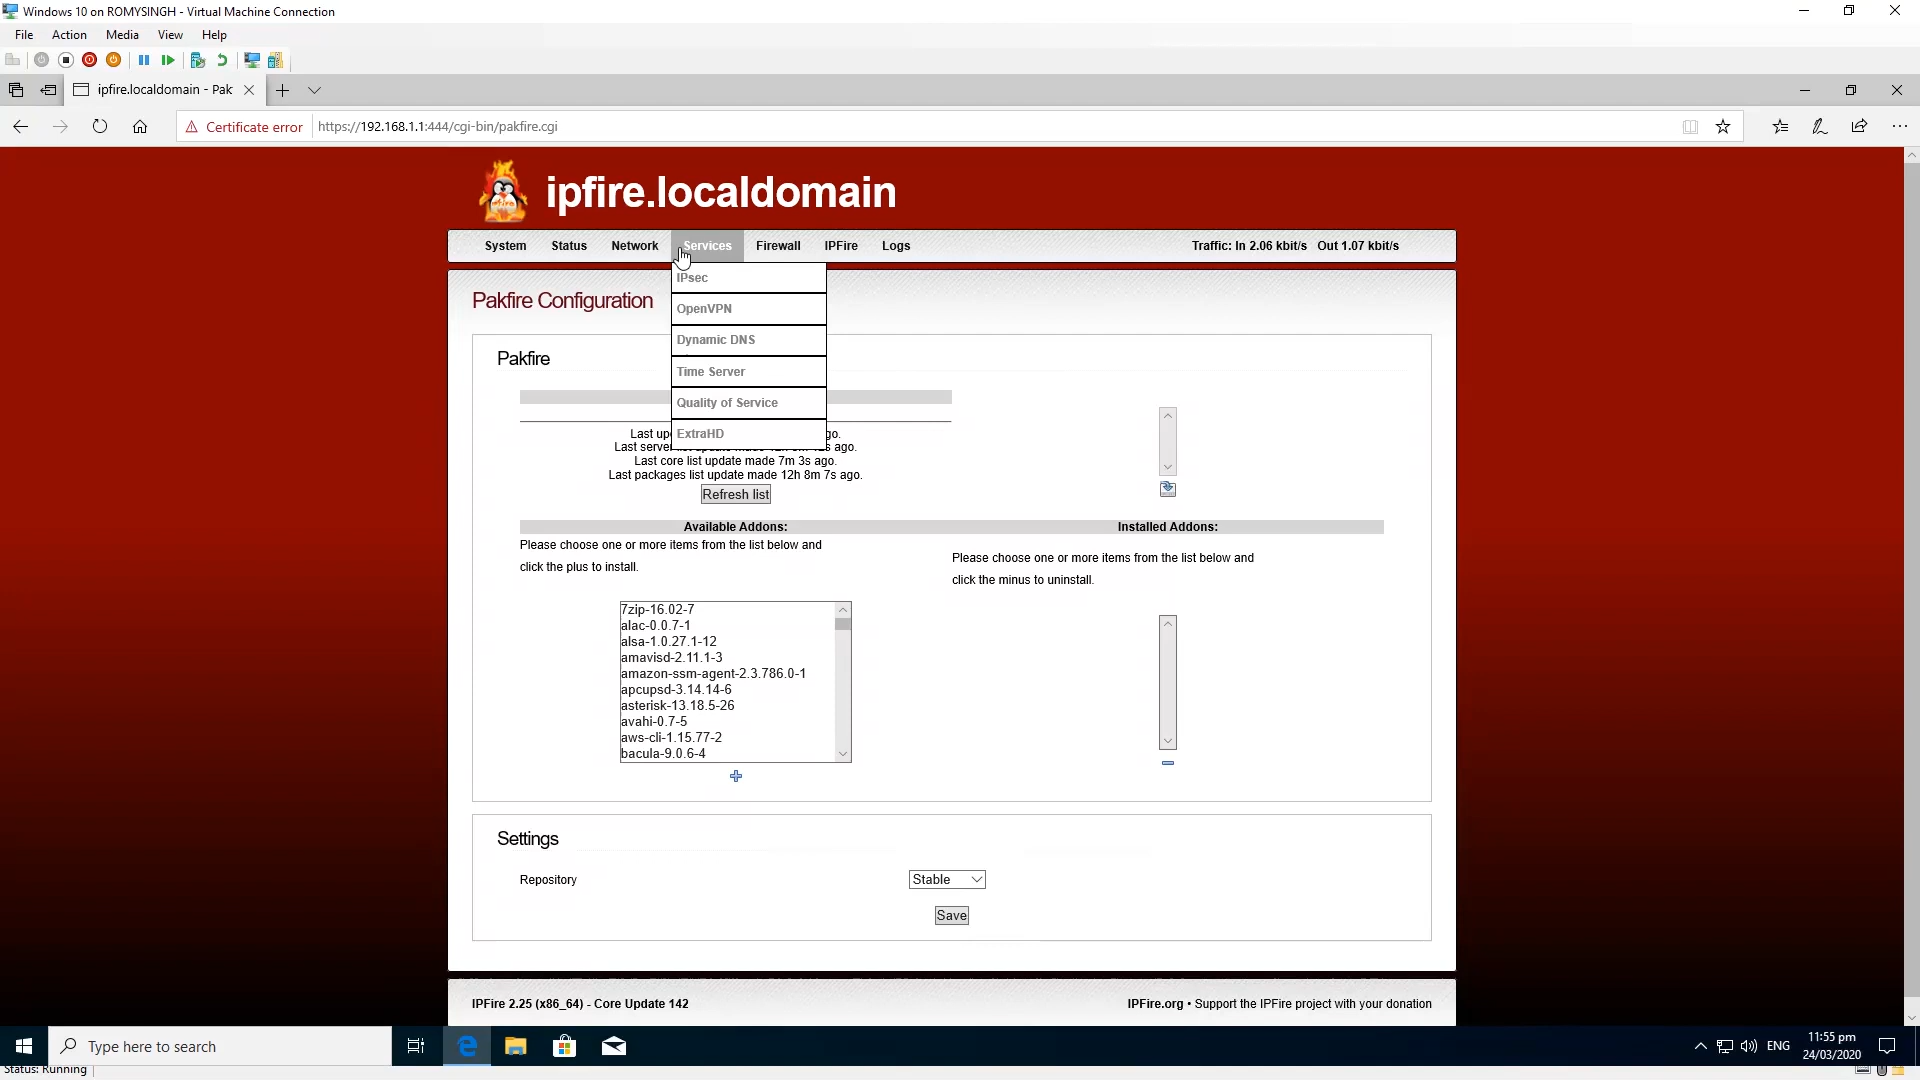 Windows 10 on ROMYSINGH - Virtual Machine Connection
File Action Media View Help
ipfire.localdomain - Pak
Certificate error https://192.168.1.1:444/cgi-bin/pakfire.cgi
ipfire.localdomain
System Status Network Services Firewall IPFire Logs Traffic: In 2.06 kbit/s Out 1.07 kbit/s
IPsec
OpenVPN
Dynamic DNS
Time Server
Quality of Service
ExtraHD
Pakfire Configuration
Pakfire
Last up go.
Last serve s ago.
Last core list update made 7m 3s ago.
Last packages list update made 12h 8m 7s ago.
Refresh list
Available Addons: Installed Addons:
Please choose one or more items from the list below and
click the plus to install.
Please choose one or more items from the list below and
click the minus to uninstall.
7zip-16.02-7
alac-0.0.7-1
alsa-1.0.27.1-12
amavisd-2.11.1-3
amazon-ssm-agent-2.3.786.0-1
apcupsd-3.14.14-6
asterisk-13.18.5-26
avahi-0.7-5
aws-cli-1.15.77-2
bacula-9.0.6-4
Settings
Repository Stable
Save
IPFire 2.25 (x86_64) - Core Update 142 IPFire.org • Support the IPFire project with your donation
Type here to search
ENG
11:55 pm
24/03/2020
Status: Running